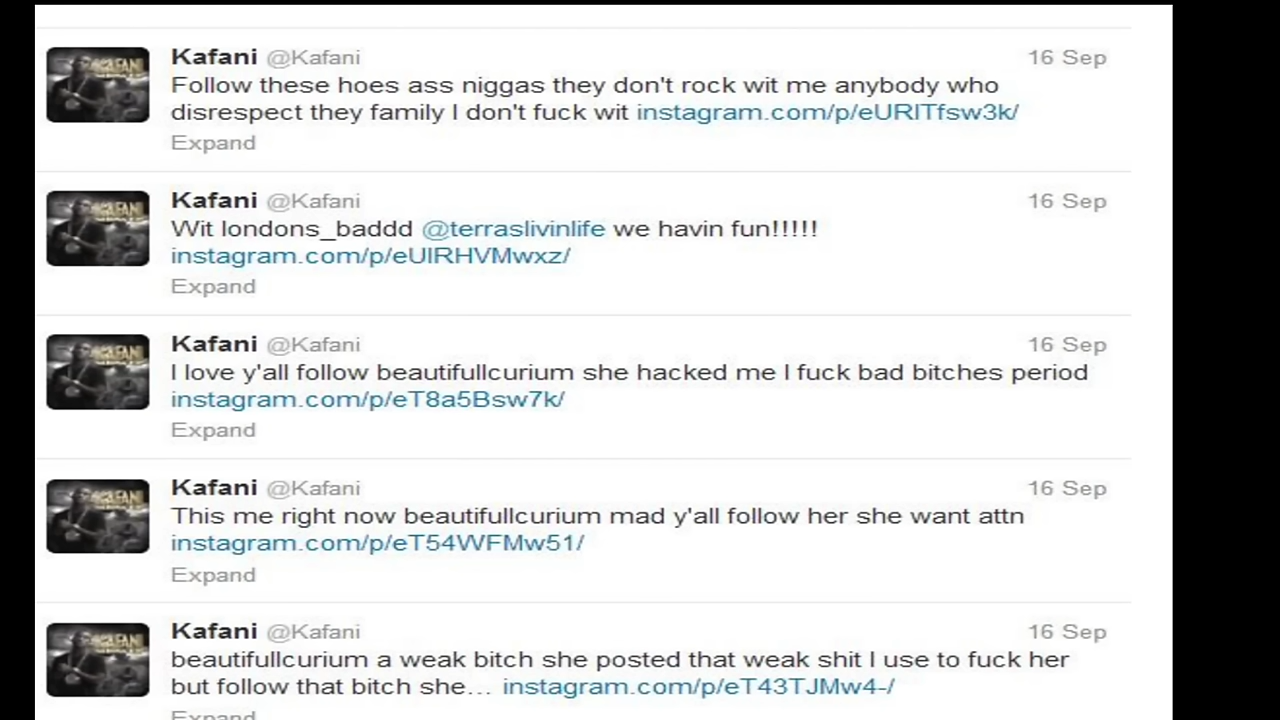 Kafani @Kafani 16 Sep
Follow these hoes ass niggas they don't rock wit me anybody who
disrespect they family I don't fuck wit instagram.com/p/eURlTfsw3k/
Expand
Kafani @Kafani 16 Sep
Wit londons_baddd @terraslivinlife we havin fun!!!!!
instagram.com/p/eUlRHVMwxz/
Expand
Kafani @Kafani 16 Sep
I love y'all follow beautifullcurium she hacked me I fuck bad bitches period
instagram.com/p/eT8a5Bsw7k/
Expand
Kafani @Kafani 16 Sep
This me right now beautifullcurium mad y'all follow her she want attn
instagram.com/p/eT54WFMw51/
Expand
Kafani @Kafani 16 Sep
beautifullcurium a weak bitch she posted that weak shit I use to fuck her
but follow that bitch she... instagram.com/p/eT43TJMw4-/
Expand